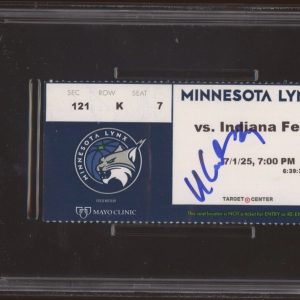 SEC ROW SEAT
121 K 7
MINNESOTA LYNX
MAYO CLINIC
MINNESOTA LYN
vs. Indiana Fe
7/1/25, 7:00 PM
TARGET CENTER